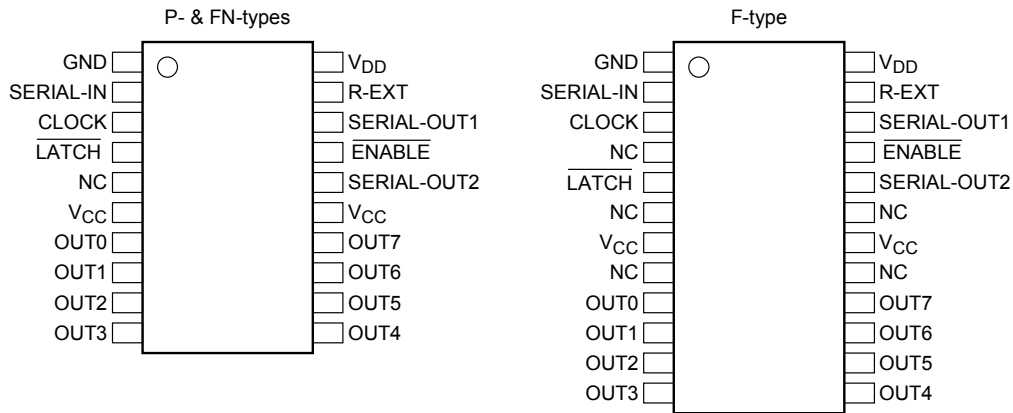 P- & FN-types
GND VDD
SERIAL-IN R-EXT
CLOCK SERIAL-OUT1
LATCH ENABLE
NC SERIAL-OUT2
VCC VCC
OUT0 OUT7
OUT1 OUT6
OUT2 OUT5
OUT3 OUT4
F-type
GND VDD
SERIAL-IN R-EXT
CLOCK SERIAL-OUT1
NC ENABLE
LATCH SERIAL-OUT2
NC NC
VCC VCC
NC NC
OUT0 OUT7
OUT1 OUT6
OUT2 OUT5
OUT3 OUT4